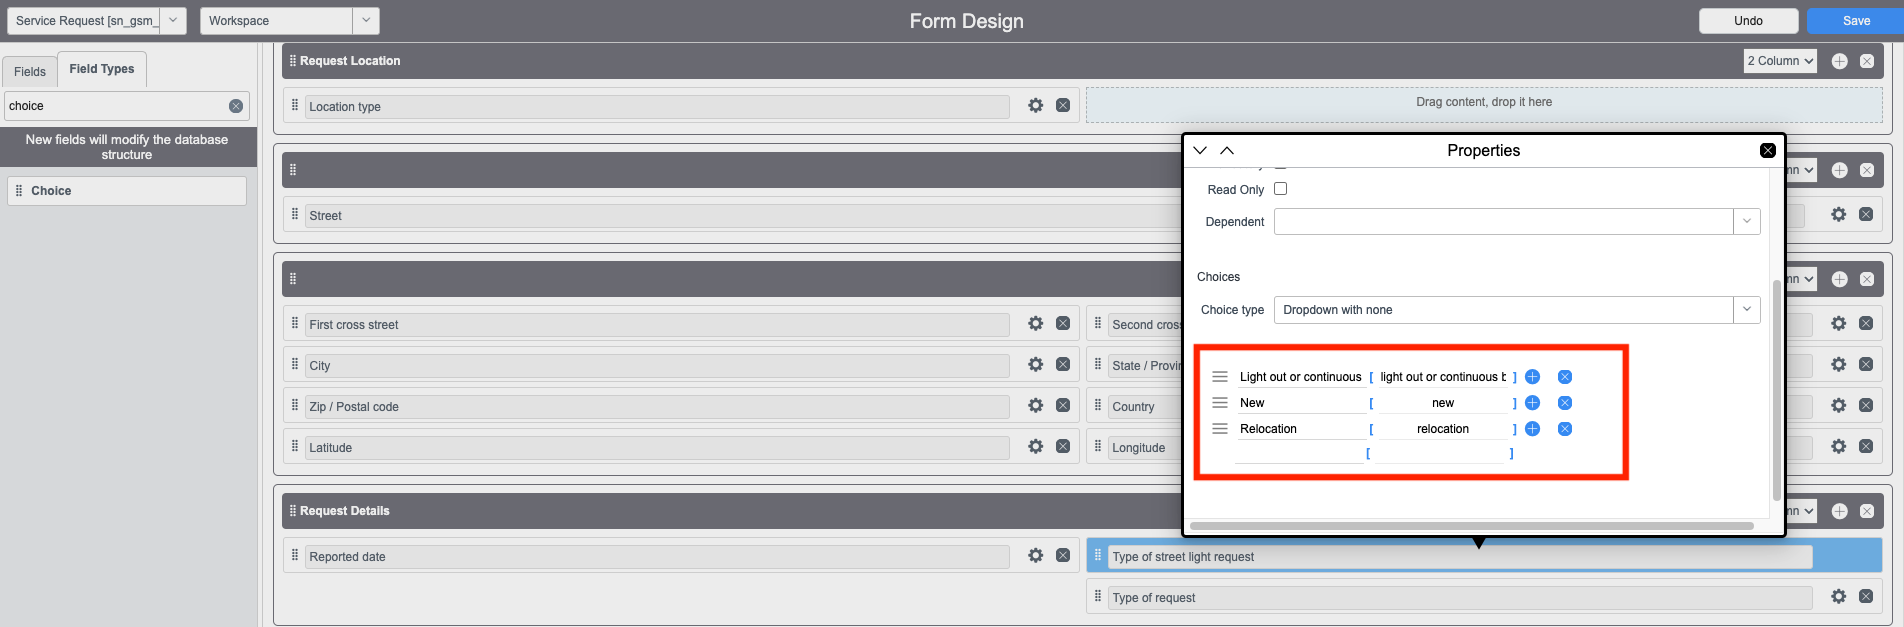 Service Request [sn_gsm_
Workspace
Form Design
Undo
Save
Fields
Field Types
choice
New fields will modify the database
structure
Choice
Request Location
2 Column
Location type
Drag content, drop it here
Street
First cross street
Second cros
City
State / Provi
Zip / Postal code
Country
Latitude
Longitude
Request Details
Reported date
Type of street light request
Type of request
Properties
Read Only
Dependent
Choices
Choice type
Dropdown with none
Light out or continuous [ light out or continuous b ]
New [ new ]
Relocation [ relocation ]
[ ]